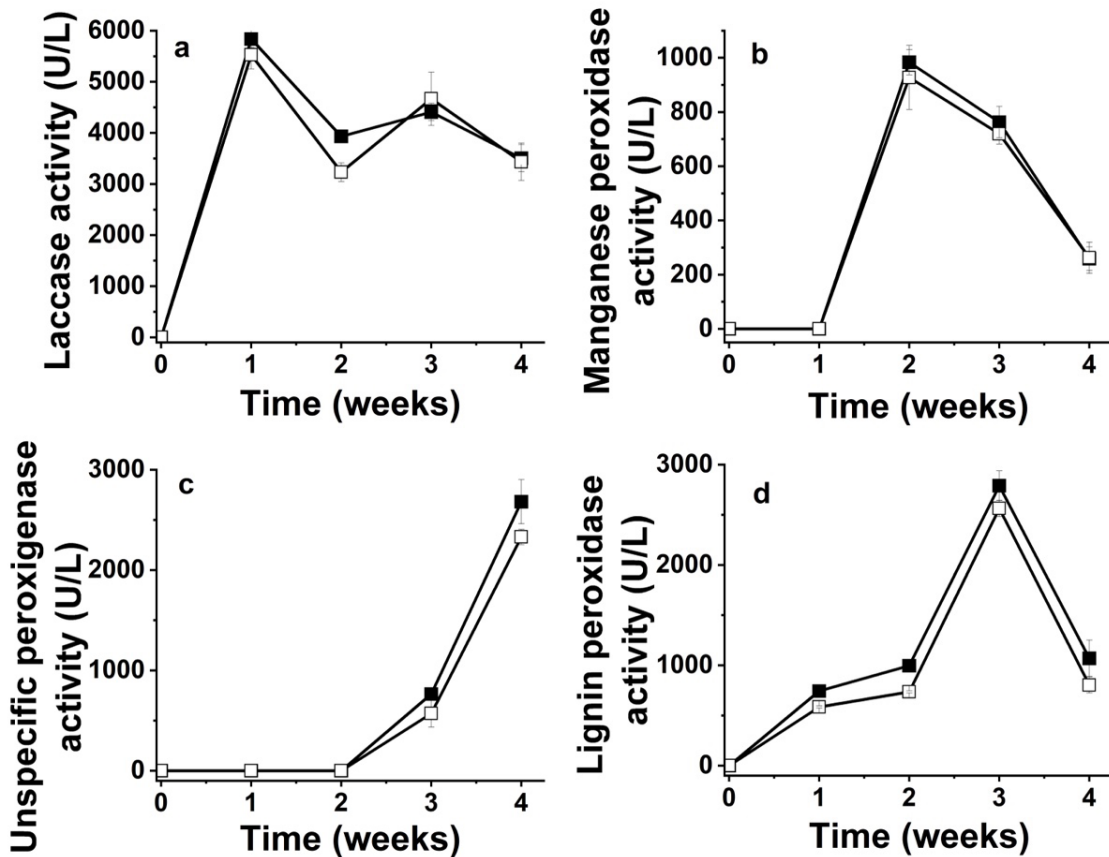 Laccase activity (U/L)
a
6000
5000
4000
3000
2000
1000
0
0 1 2 3 4
Time (weeks)
Manganese peroxidase
activity (U/L)
b
1000
800
600
400
200
0
0 1 2 3 4
Time (weeks)
Unspecific peroxigenase
activity (U/L)
c
3000
2000
1000
0
0 1 2 3 4
Time (weeks)
Lignin peroxidase
activity (U/L)
d
3000
2000
1000
0
0 1 2 3 4
Time (weeks)